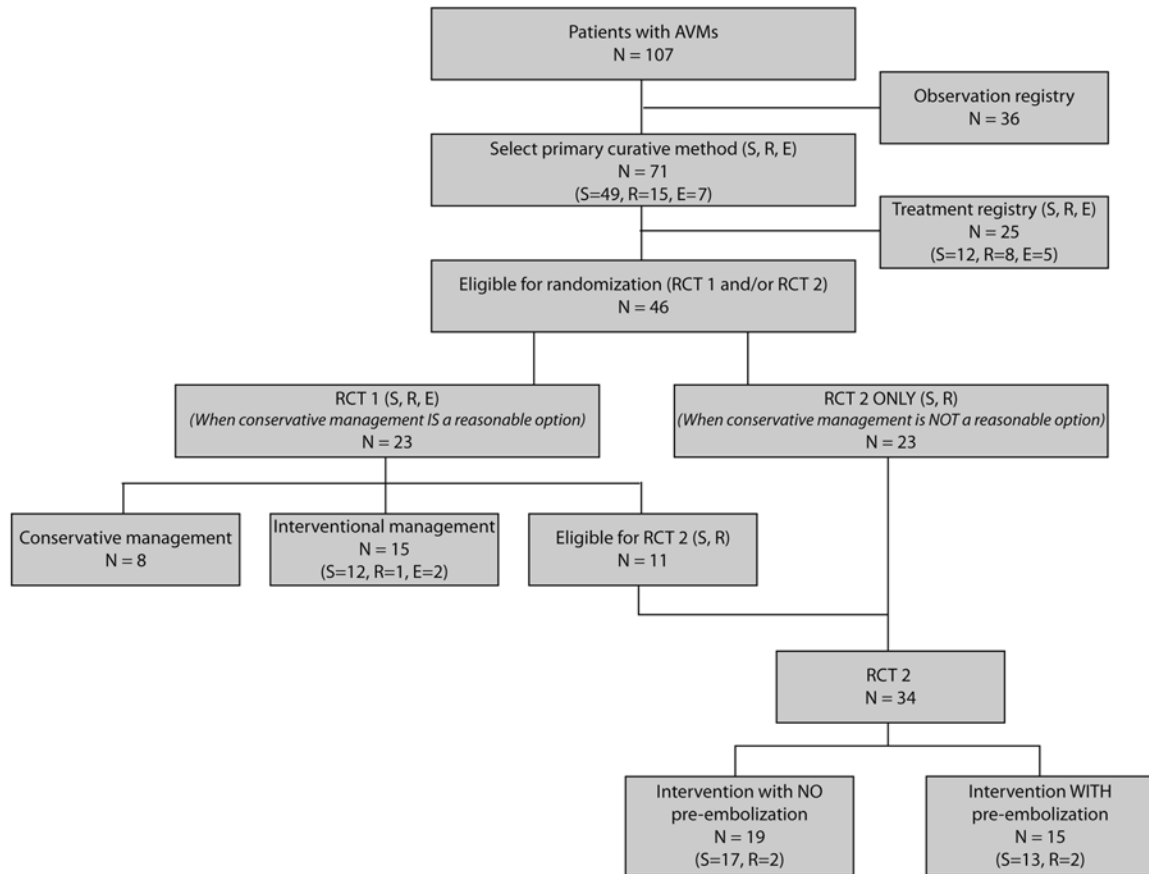 Patients with AVMs
N = 107
Observation registry
N = 36
Select primary curative method (S, R, E)
N = 71
(S=49, R=15, E=7)
Treatment registry (S, R, E)
N = 25
(S=12, R=8, E=5)
Eligible for randomization (RCT 1 and/or RCT 2)
N = 46
RCT 1 (S, R, E)
(When conservative management IS a reasonable option)
N = 23
RCT 2 ONLY (S, R)
(When conservative management is NOT a reasonable option)
N = 23
Conservative management
N = 8
Interventional management
N = 15
(S=12, R=1, E=2)
Eligible for RCT 2 (S, R)
N = 11
RCT 2
N = 34
Intervention with NO
pre-embolization
N = 19
(S=17, R=2)
Intervention WITH
pre-embolization
N = 15
(S=13, R=2)